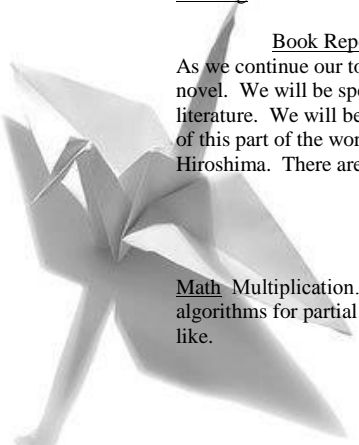 Book Rep
As we continue our to
novel. We will be spe
literature. We will be
of this part of the wor
Hiroshima. There are
Math Multiplication.
algorithms for partial
like.